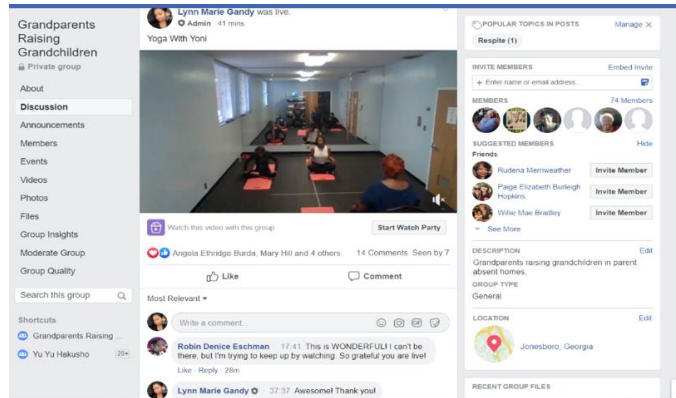 Grandparents
Raising
Grandchildren
Private group
About
Discussion
Announcements
Members
Events
Videos
Photos
Files
Group Insights
Moderate Group
Group Quality
Search this group
Shortcuts
Grandparents Raising ...
Yu Yu Hakusho 20+
Lynn Marie Gandy was live.
Admin · 41 mins
Yoga With Yoni
Watch this video with this group
Start Watch Party
Angela Ethridge Burda, Mary Hill and 4 others 14 Comments Seen by 7
Like Comment
Most Relevant
Write a comment...
GIF
Robin Denice Eschman · 17:41 This is WONDERFUL! I can't be
there, but I'm trying to keep up by watching. So grateful you are live!
Like · Reply · 28m
Lynn Marie Gandy · 37:37 Awesome! Thank you!
POPULAR TOPICS IN POSTS Manage ×
Respite (1)
INVITE MEMBERS Embed Invite
+ Enter name or email address...
MEMBERS 74 Members
SUGGESTED MEMBERS Hide
Friends
Rudena Merriweather Invite Member
Paige Elizabeth Burleigh
Hopkins Invite Member
Willie Mae Bradley Invite Member
See More
DESCRIPTION Edit
Grandparents raising grandchildren in parent
absent homes.
GROUP TYPE
General
LOCATION Edit
Jonesboro, Georgia
RECENT GROUP FILES